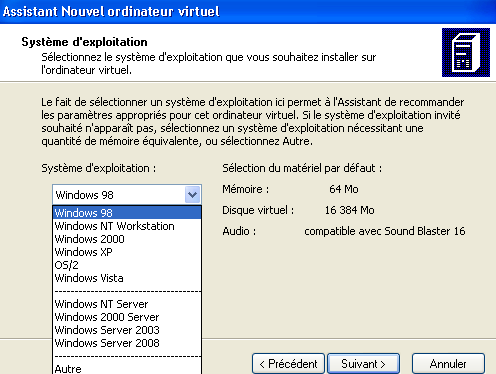 Assistant Nouvel ordinateur virtuel
Système d'exploitation
Sélectionnez le système d'exploitation que vous souhaitez installer sur
l'ordinateur virtuel.
Le fait de sélectionner un système d'exploitation ici permet à l'Assistant de recommander
les paramètres appropriés pour cet ordinateur virtuel. Si le système d'exploitation invité
souhaité n'apparaît pas, sélectionnez un système d'exploitation nécessitant une
quantité de mémoire équivalente, ou sélectionnez Autre.
Système d'exploitation :
Sélection du matériel par défaut :
Windows 98
Mémoire : 64 Mo
Disque virtuel : 16 384 Mo
Audio : compatible avec Sound Blaster 16
Windows 98
Windows NT Workstation
Windows 2000
Windows XP
OS/2
Windows Vista
Windows NT Server
Windows 2000 Server
Windows Server 2003
Windows Server 2008
Autre
< Précédent
Suivant >
Annuler